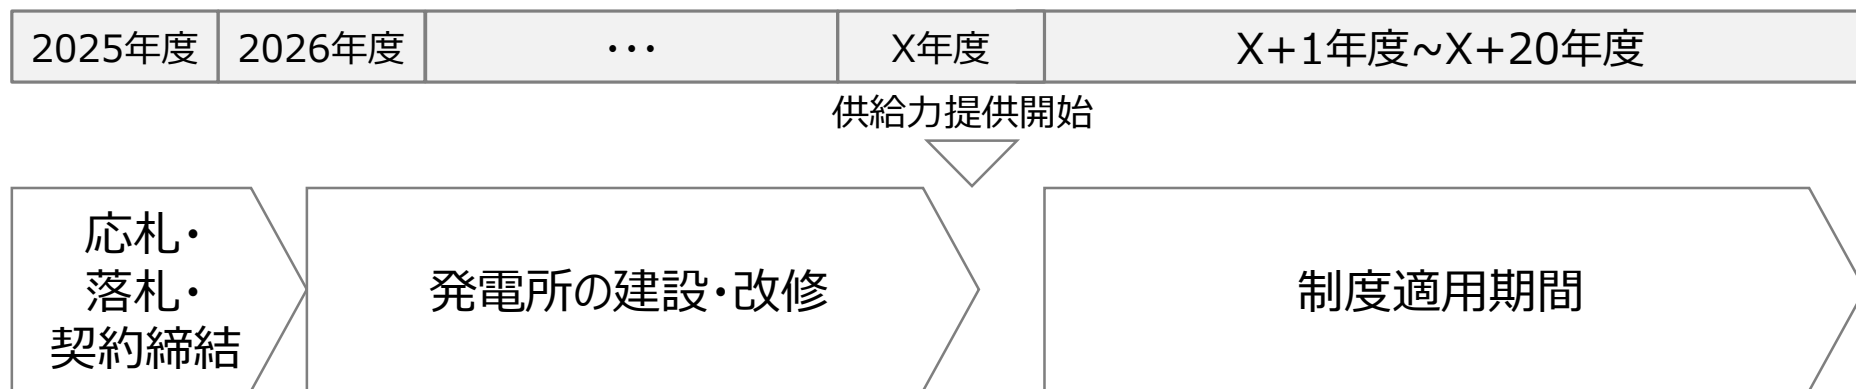 2025年度 2026年度 ・・・ X年度 X+1年度~X+20年度
供給力提供開始
応札・
落札・
契約締結
発電所の建設・改修
制度適用期間